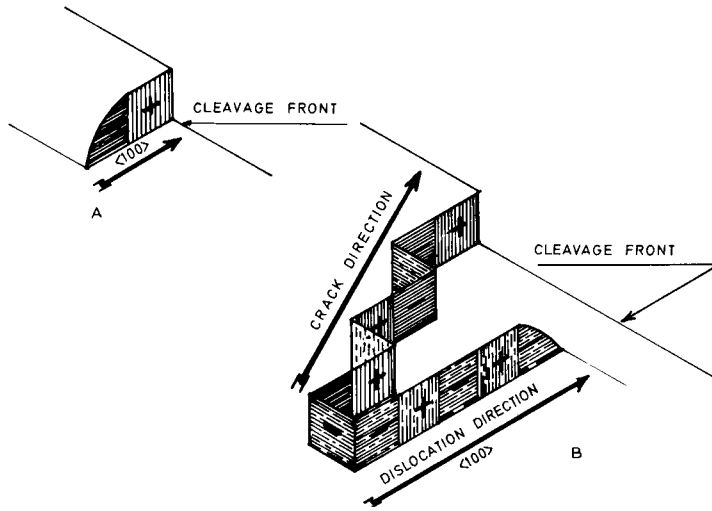 CLEAVAGE FRONT
+
<100>
A
CRACK DIRECTION
+
CLEAVAGE FRONT
+
+
-
-
+
-
+
-
DISLOCATION DIRECTION
<100>
B